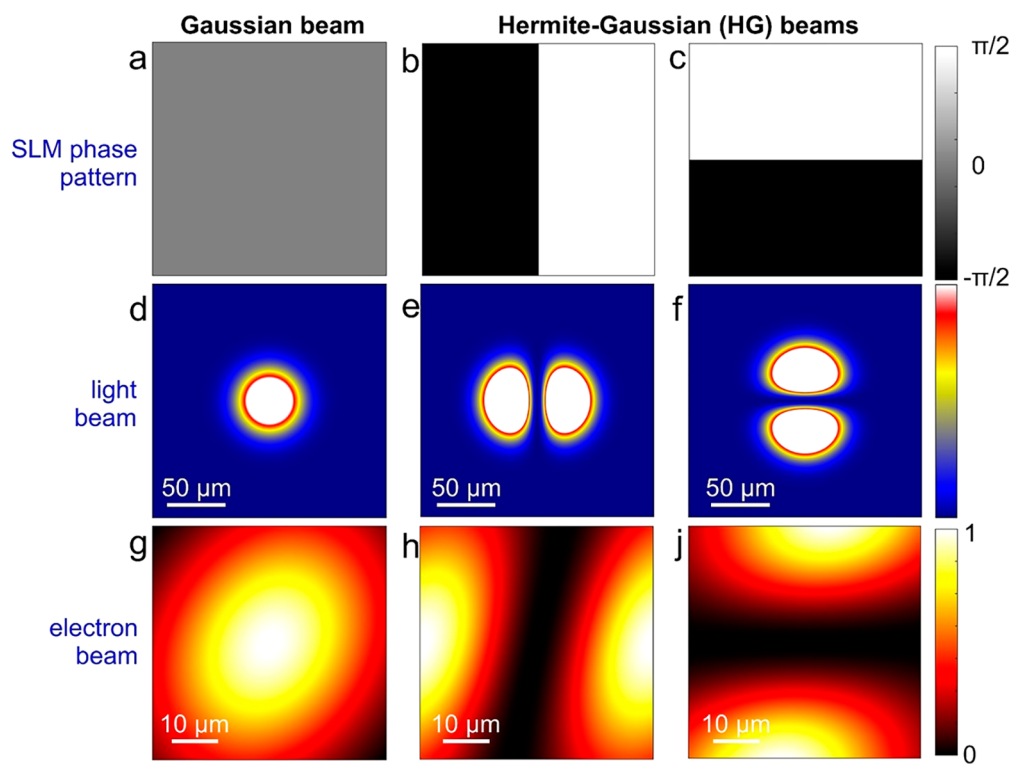 Gaussian beam
Hermite-Gaussian (HG) beams
a
b
c
π/2
SLM phase
pattern
0
-π/2
d
e
f
light
beam
50 µm
50 µm
50 µm
g
h
j
1
electron
beam
10 µm
10 µm
10 µm
0